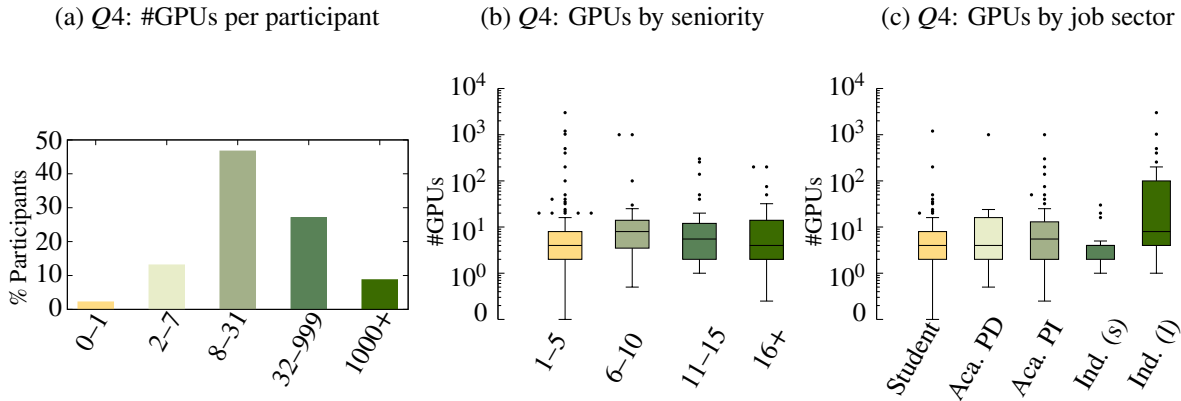 (a) Q4: #GPUs per participant
% Participants
50
40
30
20
10
0
0–1
2–7
8–31
32–999
1000+
(b) Q4: GPUs by seniority
#GPUs
10^4
10^3
10^2
10^1
10^0
0
1–5
6–10
11–15
16+
(c) Q4: GPUs by job sector
#GPUs
10^4
10^3
10^2
10^1
10^0
0
Student
Aca. PD
Aca. PI
Ind. (s)
Ind. (l)